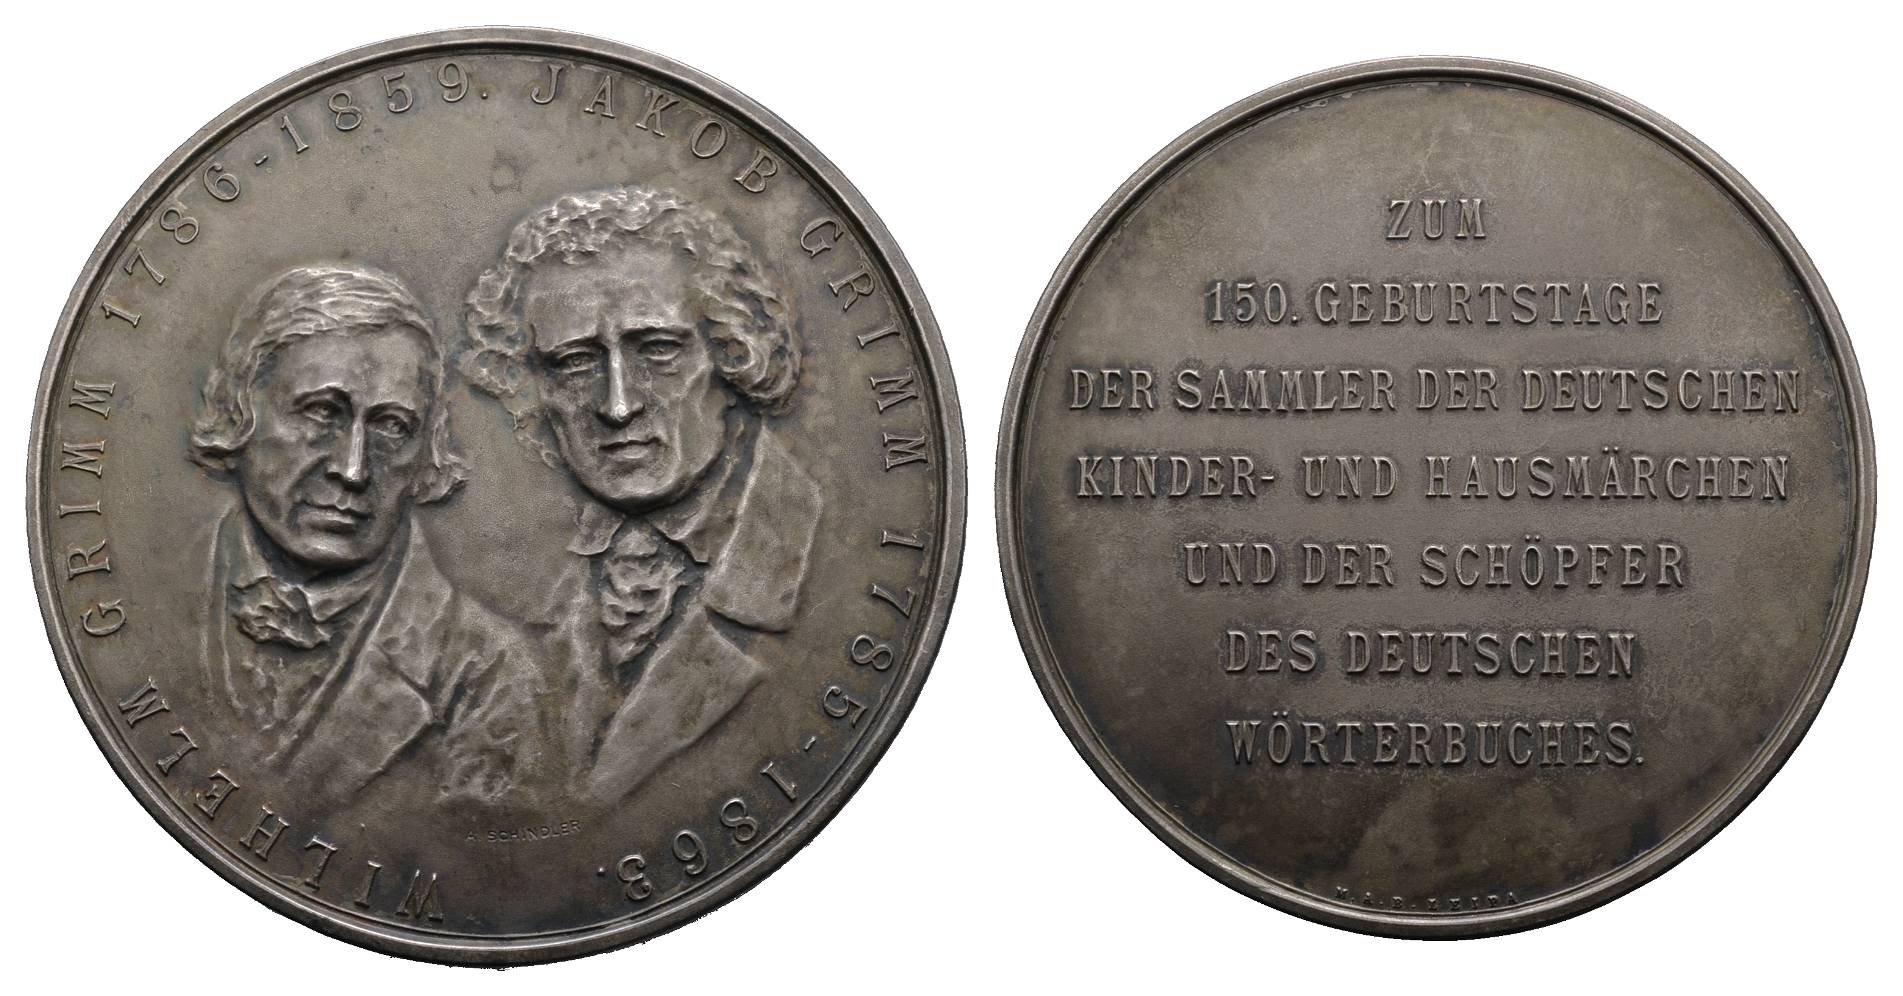 WILHELM GRIMM 1786-1859. JAKOB GRIMM 1785-1863.
A. SCHINDLER
ZUM
150. GEBURTSTAGE
DER SAMMLER DER DEUTSCHEN
KINDER- UND HAUSMÄRCHEN
UND DER SCHÖPFER
DES DEUTSCHEN
WÖRTERBUCHES.
M.A.B. LEIPA